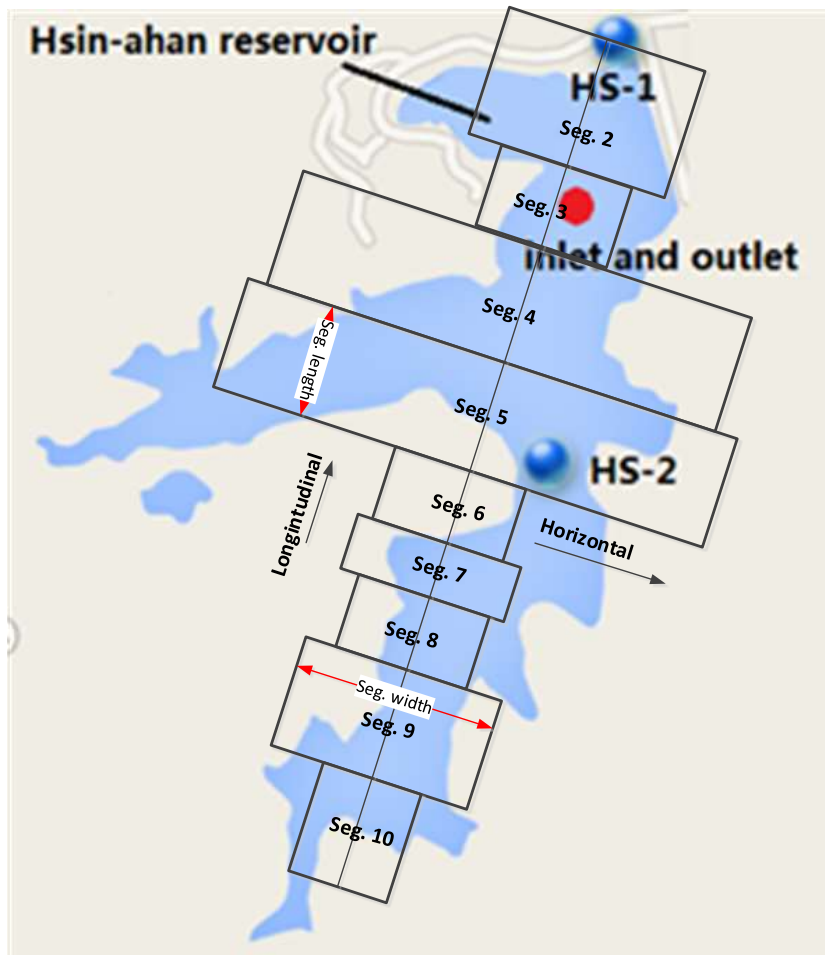 Hsin-ahan reservoir
HS-1
Seg. 2
Seg. 3
inlet and outlet
Seg. 4
Seg. length
Seg. 5
HS-2
Longintudinal
Seg. 6
Horizontal
Seg. 7
Seg. 8
Seg. width
Seg. 9
Seg. 10